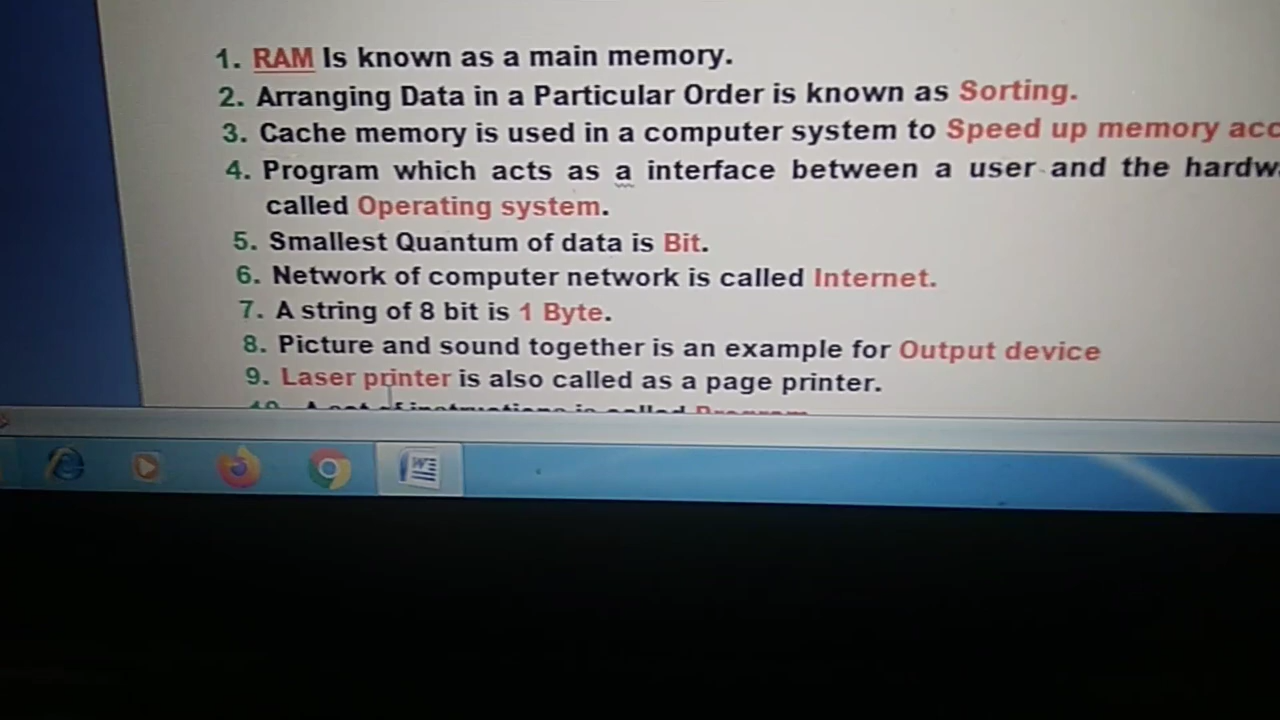 1. RAM Is known as a main memory.
2. Arranging Data in a Particular Order is known as Sorting.
3. Cache memory is used in a computer system to Speed up memory
4. Program which acts as a interface between a user and the
called Operating system.
5. Smallest Quantum of data is Bit.
6. Network of computer network is called Internet.
7. A string of 8 bit is 1 Byte.
8. Picture and sound together is an example for Output device
9. Laser printer is also called as a page printer.